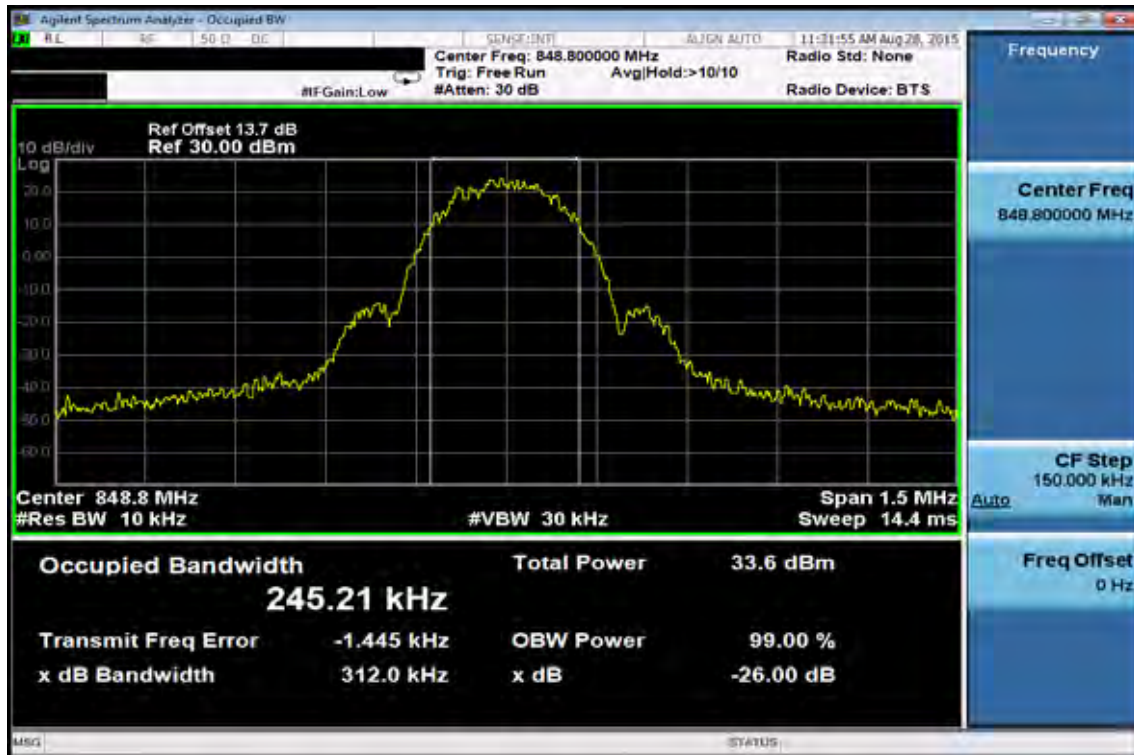 Agilent Spectrum Analyzer - Occupied BW
RL RF 50 Ω DC SENSE:INT ALIGN AUTO 11:21:55 AM Aug 28, 2015
Center Freq: 848.800000 MHz Radio Std: None
Trig: Free Run Avg|Hold:>10/10
#IFGain:Low #Atten: 30 dB Radio Device: BTS
Frequency
Ref Offset 13.7 dB
10 dB/div Ref 30.00 dBm
Log
20.0
10.0
0.00
-10.0
-20.0
-30.0
-40.0
-50.0
-60.0
Center 848.8 MHz Span 1.5 MHz
#Res BW 10 kHz #VBW 30 kHz Sweep 14.4 ms
Occupied Bandwidth Total Power 33.6 dBm
245.21 kHz
Transmit Freq Error -1.445 kHz OBW Power 99.00 %
x dB Bandwidth 312.0 kHz x dB -26.00 dB
Center Freq
848.800000 MHz
CF Step
150.000 kHz
Auto Man
Freq Offset
0 Hz
MSG STATUS